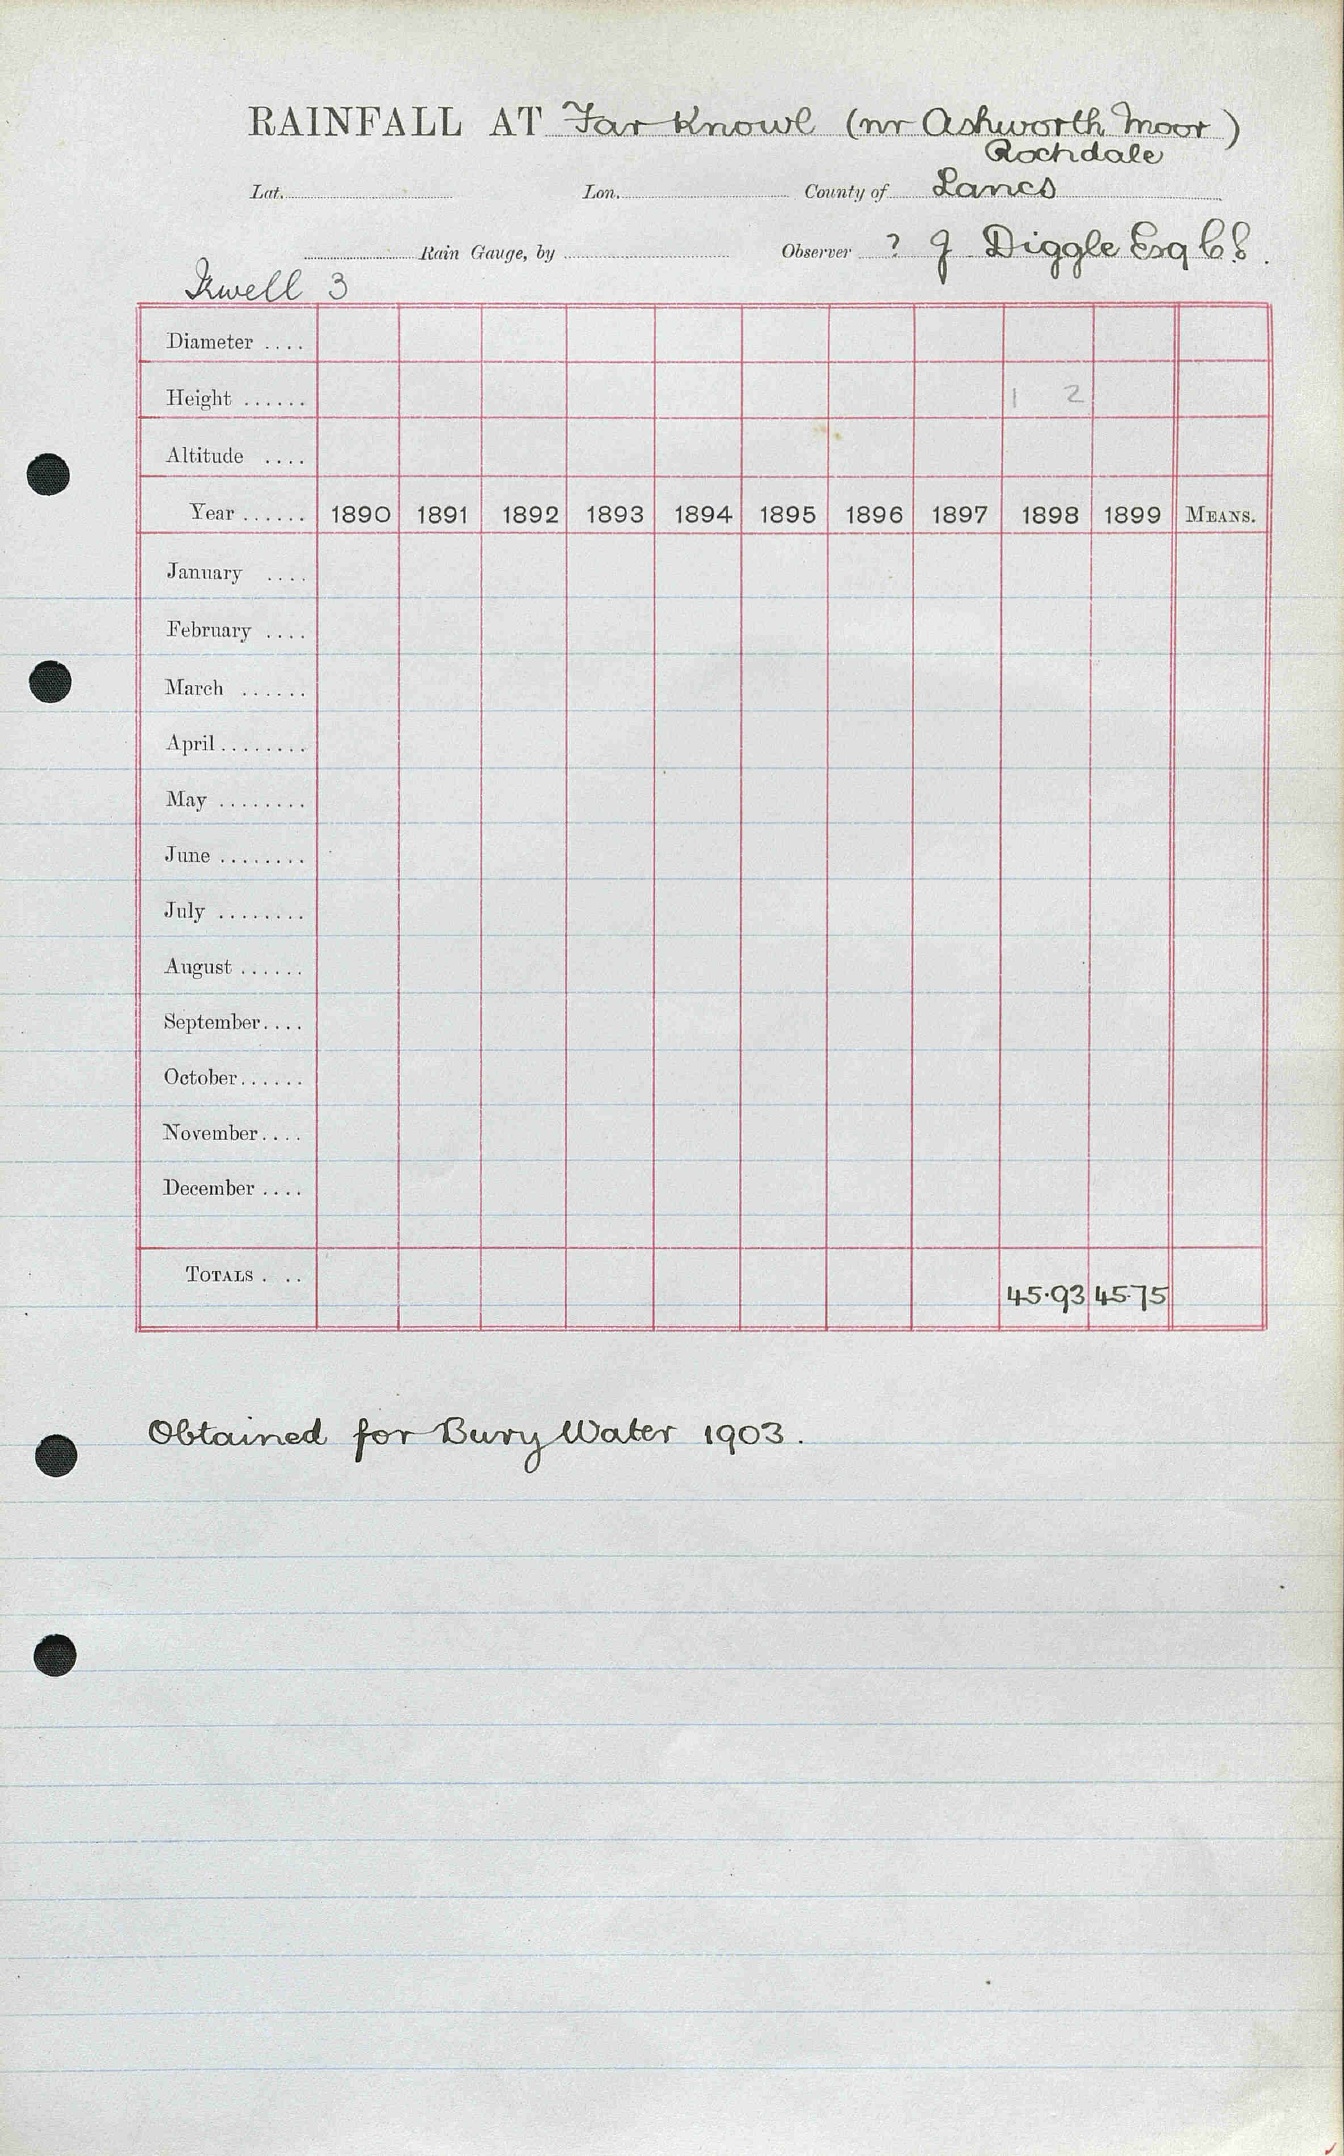 RAINFALL AT Far Knowl (nr Ashworth Moor)
Rochdale
Lat. Lon. County of Lancs
Rain Gauge, by Observer ? J Diggle Esq C.E.
Irwell 3
Diameter ....
Height ...... 1 2
Altitude ....
Year ...... 1890 1891 1892 1893 1894 1895 1896 1897 1898 1899 MEANS.
January ....
February ....
March ......
April ........
May ........
June ........
July ........
August ......
September....
October......
November....
December ....
TOTALS . .. 45.93 45.75
Obtained for Bury Water 1903.